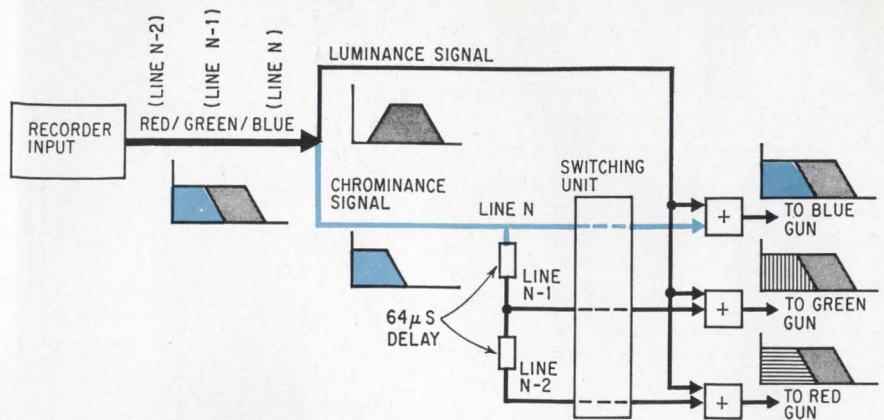 (LINE N-2)
(LINE N-1)
(LINE N)
RECORDER
INPUT
RED/GREEN/BLUE
LUMINANCE SIGNAL
CHROMINANCE
SIGNAL
LINE N
SWITCHING
UNIT
LINE
N-1
64μS
DELAY
LINE
N-2
+
TO BLUE
GUN
+
TO GREEN
GUN
+
TO RED
GUN